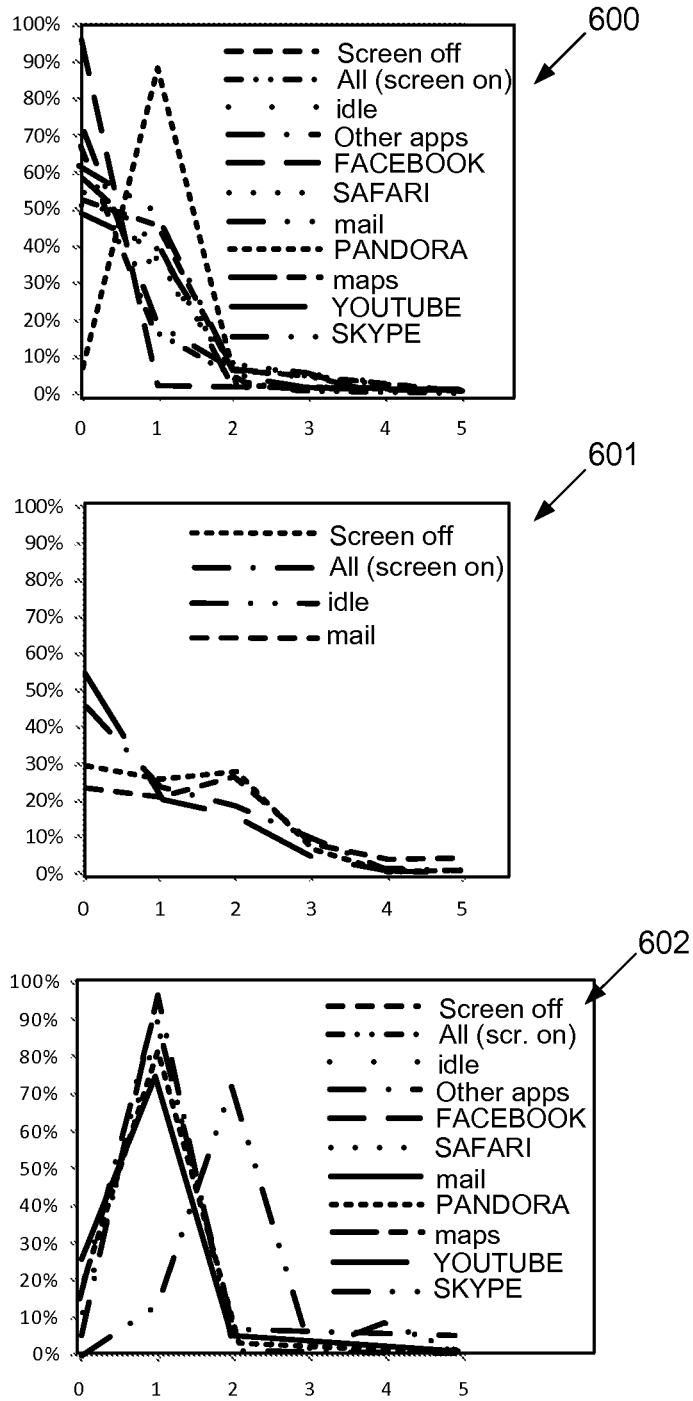 600
100%
Screen off
90%
All (screen on)
80%
idle
70%
Other apps
60%
FACEBOOK
50%
SAFARI
mail
40%
PANDORA
30%
maps
20%
YOUTUBE
SKYPE
10%
0%
0 1 2 3 4 5
601
100%
Screen off
90%
All (screen on)
80%
idle
70%
mail
60%
50%
40%
30%
20%
10%
0%
0 1 2 3 4 5
602
100%
Screen off
90%
All (scr. on)
idle
80%
Other apps
70%
FACEBOOK
60%
SAFARI
50%
mail
40%
PANDORA
maps
30%
YOUTUBE
20%
SKYPE
10%
0%
0 1 2 3 4 5